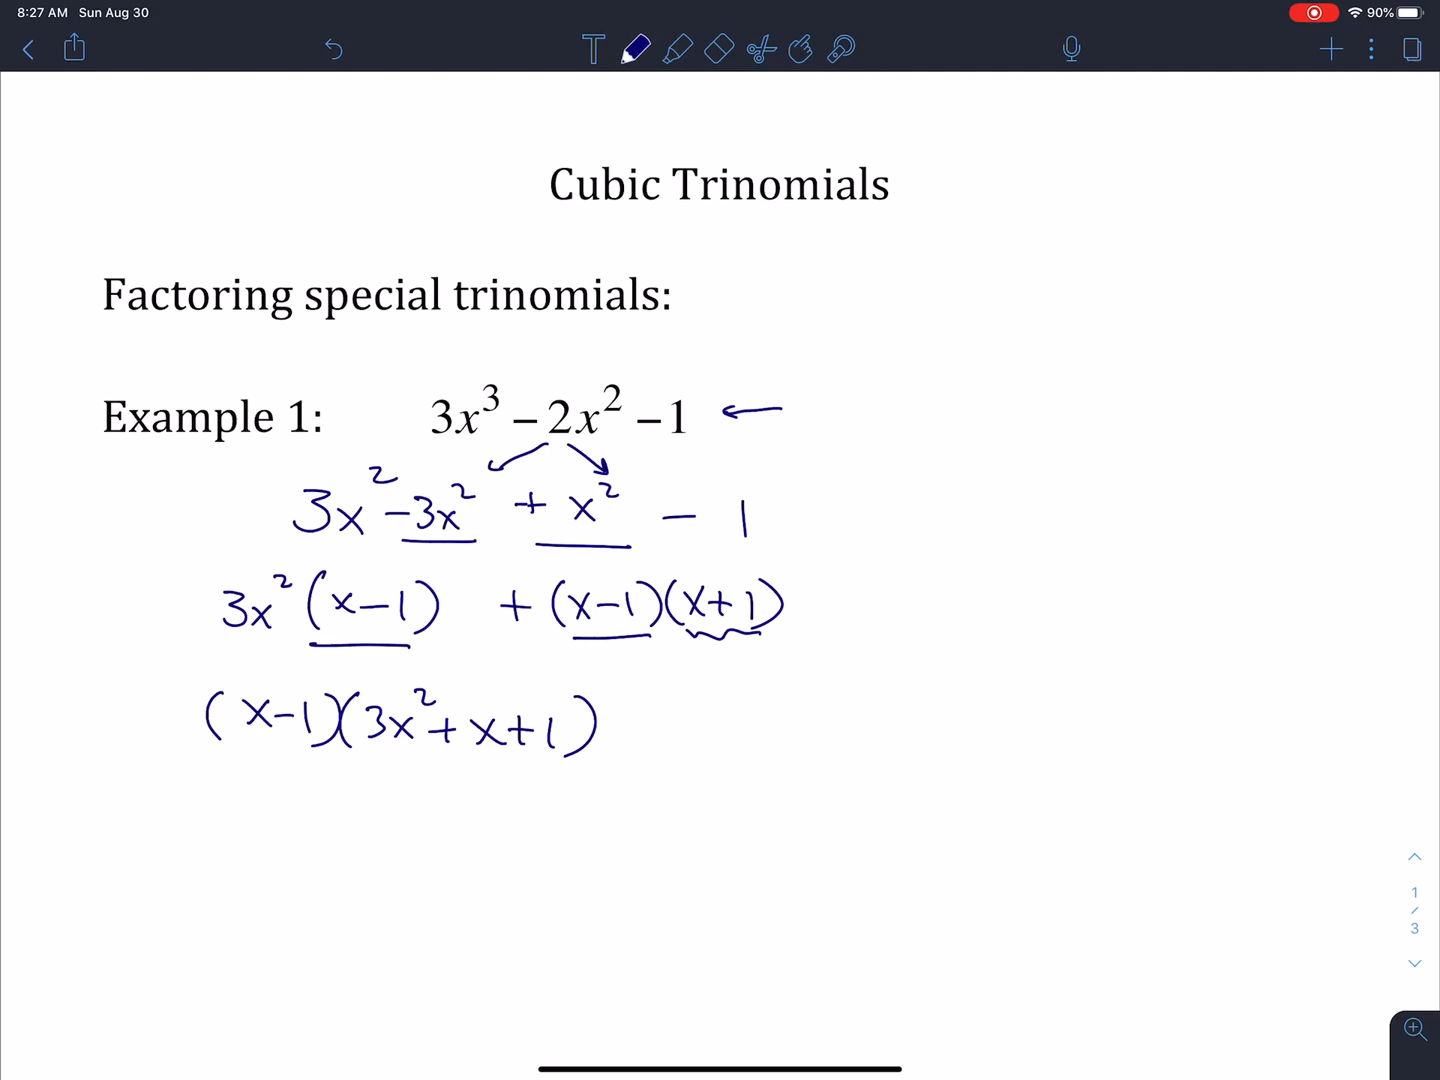 8:27 AM Sun Aug 30 90%
Cubic Trinomials
Factoring special trinomials:
Example 1: 3x³ − 2x² − 1 ←
3x² − 3x² + x² − 1
3x² (x − 1) + (x − 1)(x + 1)
(x − 1)(3x² + x + 1)
1
/
3